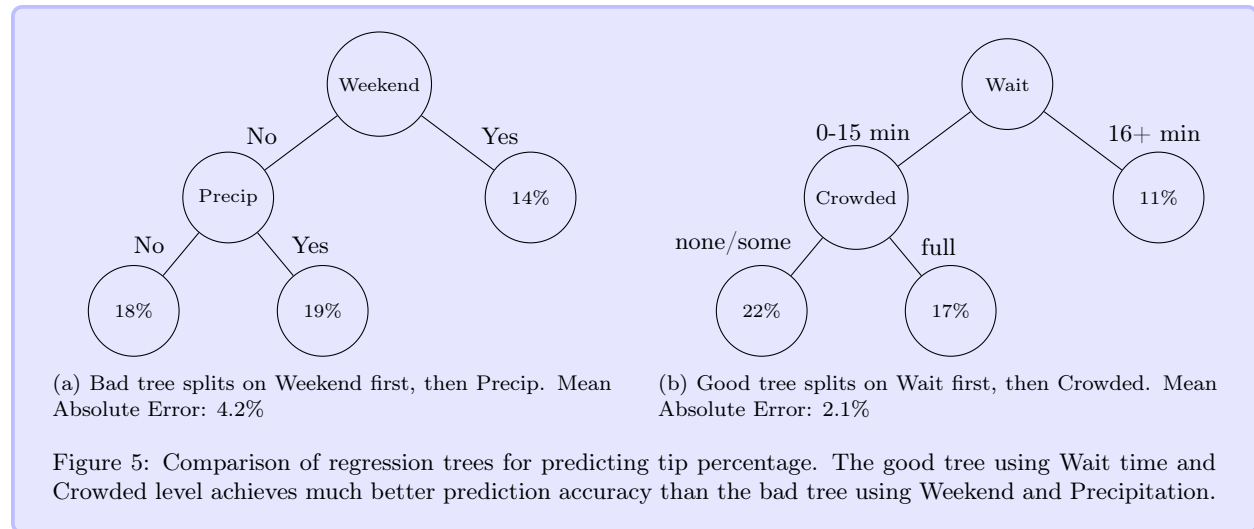 Weekend
No
Yes
Precip
14%
No
Yes
18%
19%
(a) Bad tree splits on Weekend first, then Precip. Mean
Absolute Error: 4.2%
Wait
0-15 min
16+ min
Crowded
11%
none/some
full
22%
17%
(b) Good tree splits on Wait first, then Crowded. Mean
Absolute Error: 2.1%
Figure 5: Comparison of regression trees for predicting tip percentage. The good tree using Wait time and
Crowded level achieves much better prediction accuracy than the bad tree using Weekend and Precipitation.